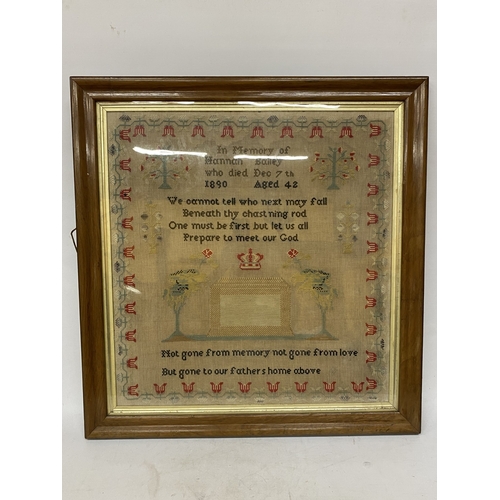 In Memory of
Hannah Bailey
who died Dec 7th
1890 Aged 42
We cannot tell who next may fall
Beneath thy chastning rod
One must be first but let us all
Prepare to meet our God
Not gone from memory not gone from love
But gone to our fathers home above